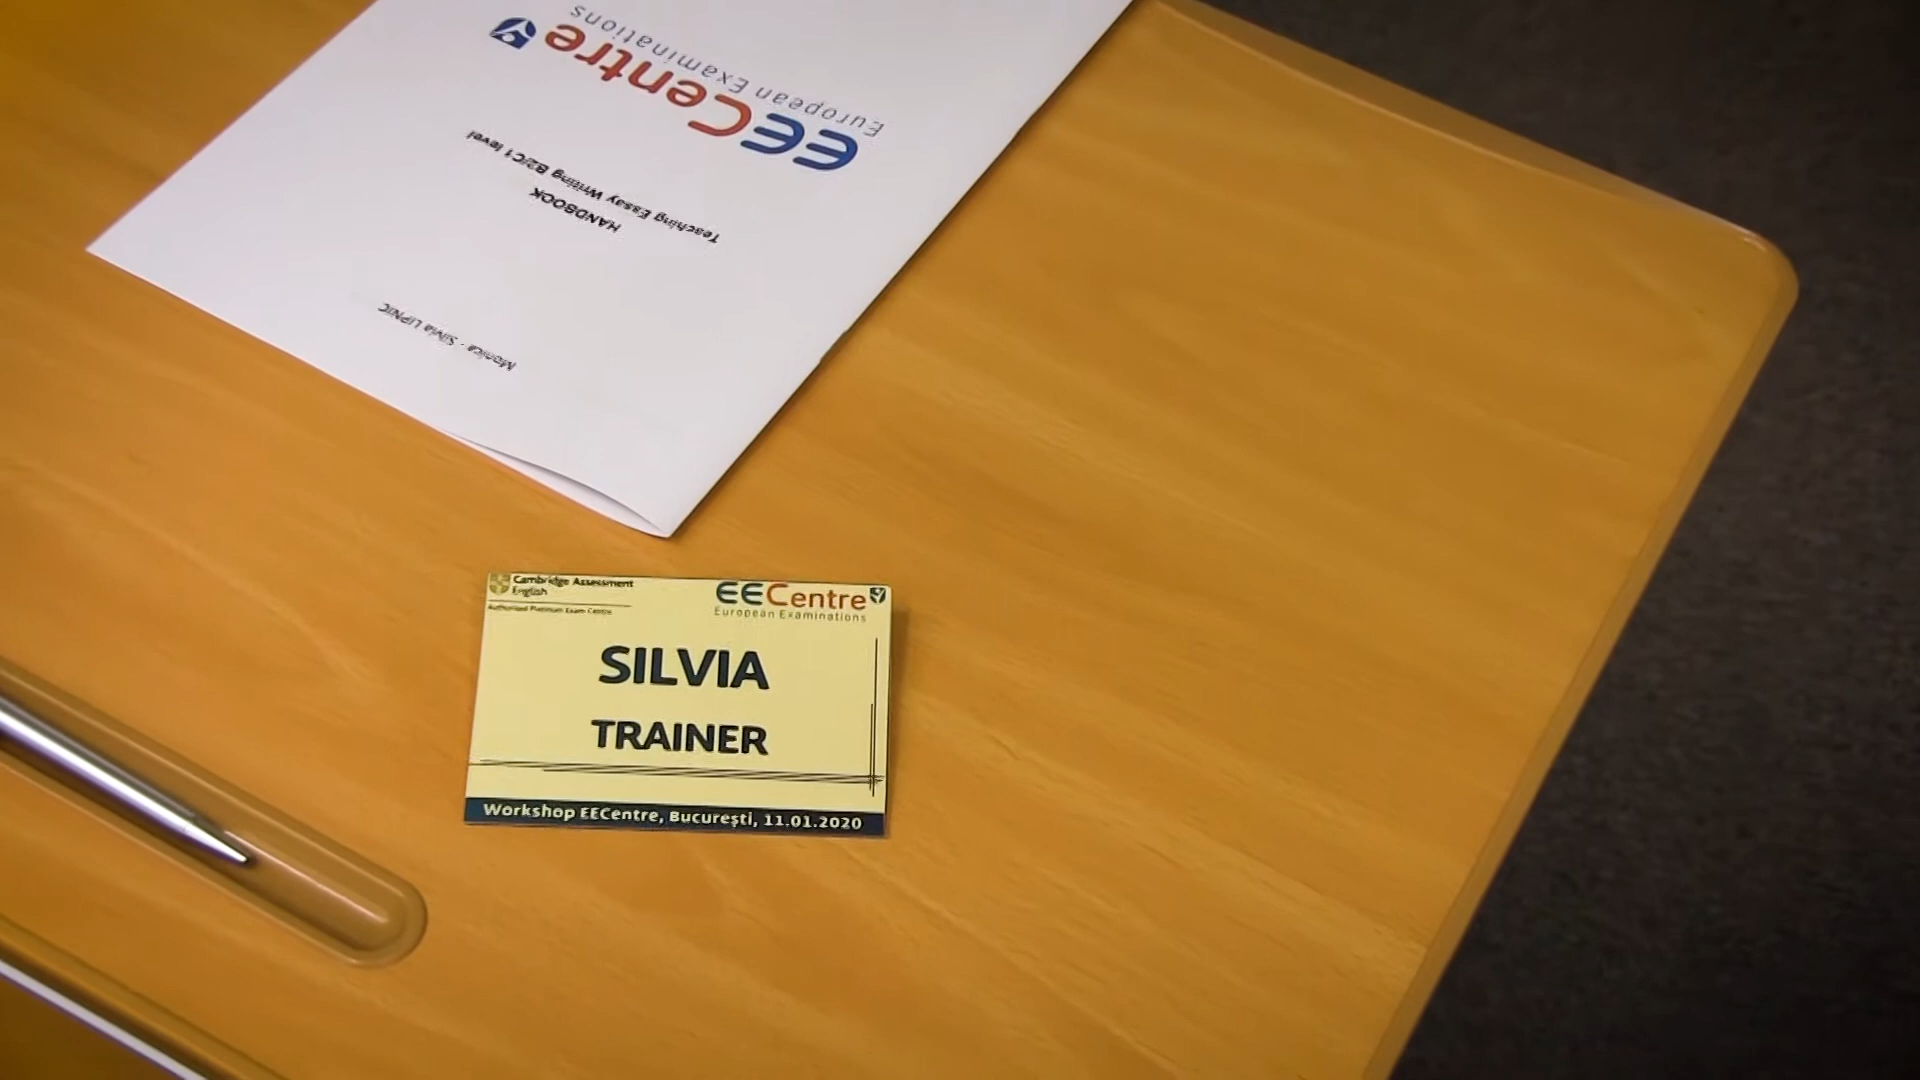 EECentre
European Examinations
HANDBOOK
Teaching Essay Writing B2/C1 level
Monica - Silvia LIPNIC
Cambridge Assessment
English
Authorised Platinum Exam Centre
EECentre
European Examinations
SILVIA
TRAINER
Workshop EECentre, București, 11.01.2020